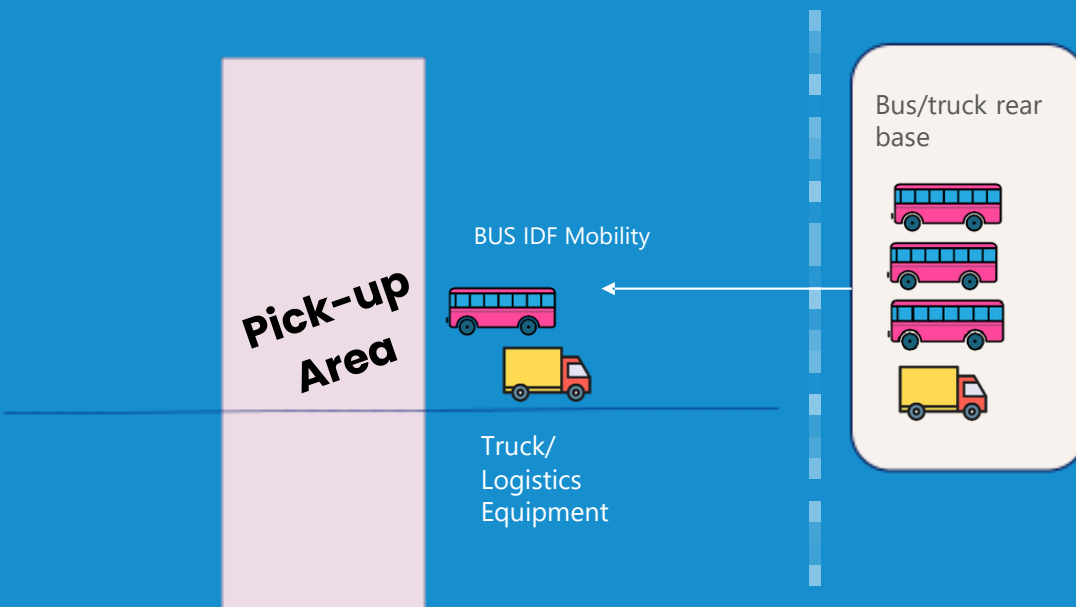 Bus/truck rear
base
BUS IDF Mobility
Pick-up
Area
Truck/
Logistics
Equipment